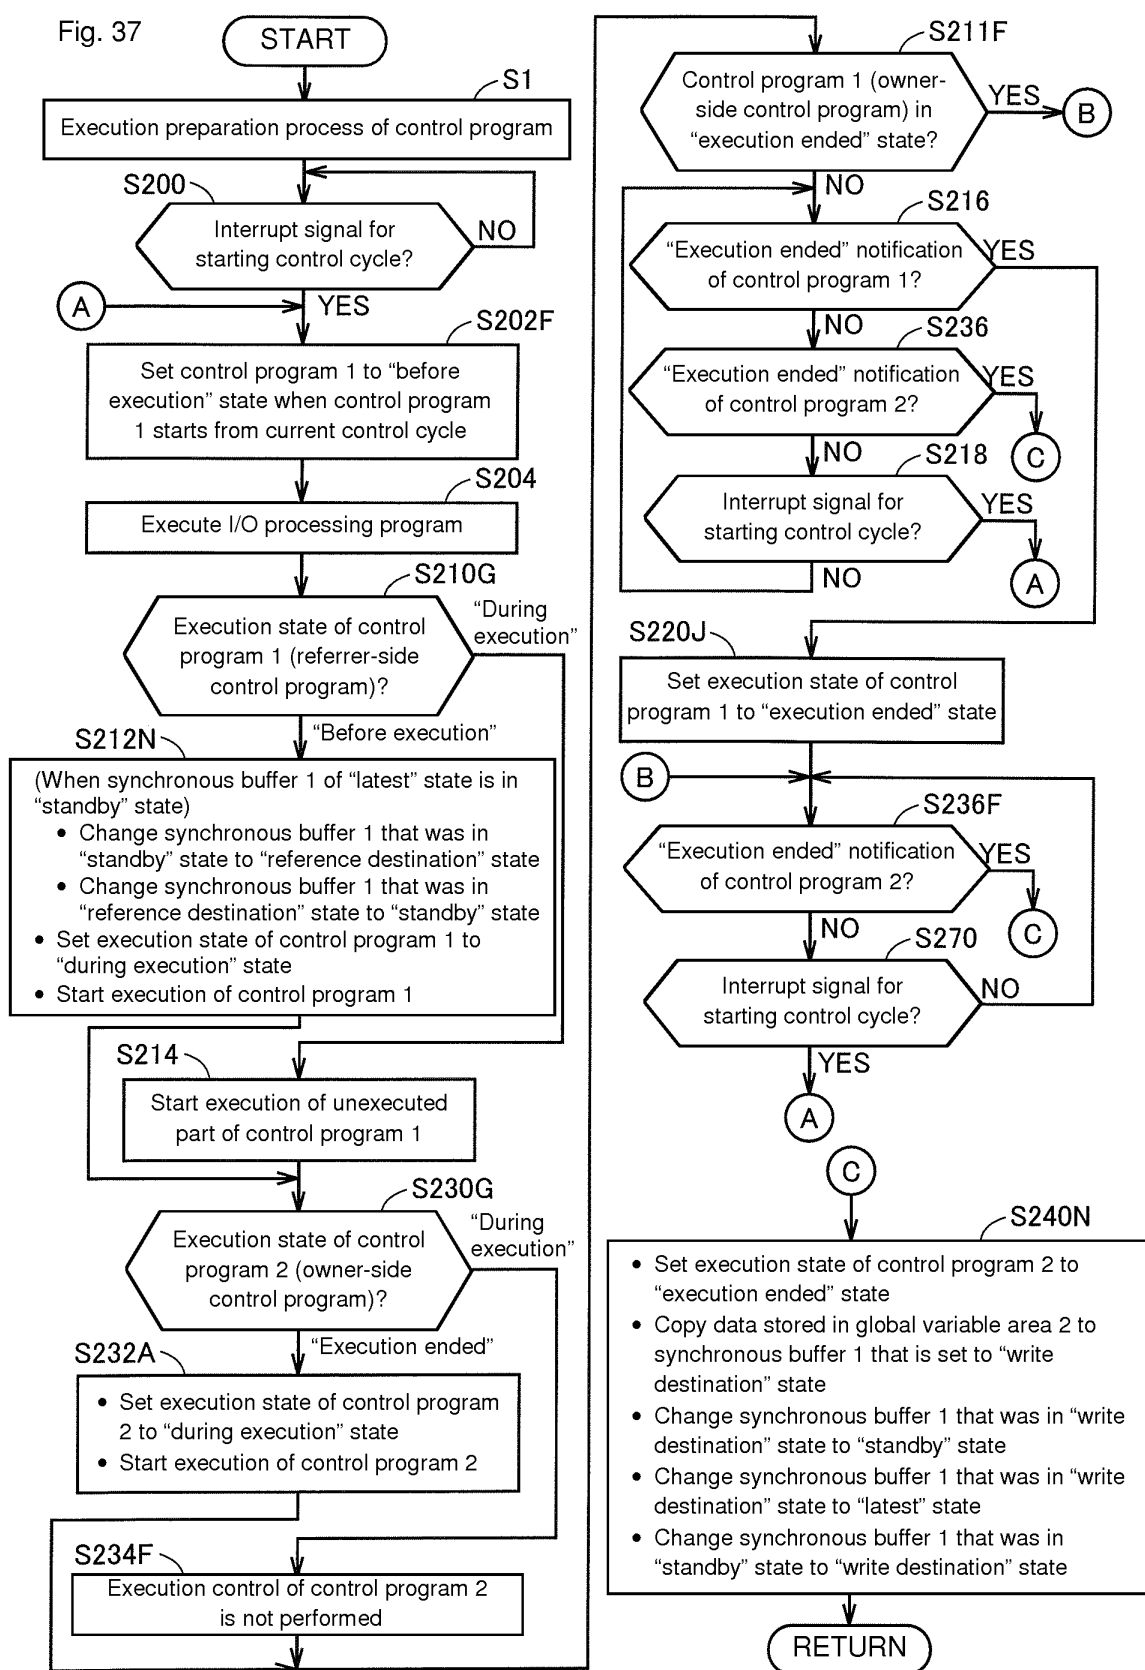 Fig. 37
START
S1
Execution preparation process of control program
S200
Interrupt signal for
starting control cycle?
NO
A
YES
S202F
Set control program 1 to “before
execution” state when control program
1 starts from current control cycle
S204
Execute I/O processing program
S210G
Execution state of control
program 1 (referrer-side
control program)?
“During
execution”
“Before execution”
S212N
(When synchronous buffer 1 of “latest” state is in
“standby” state)
• Change synchronous buffer 1 that was in
“standby” state to “reference destination” state
• Change synchronous buffer 1 that was in
“reference destination” state to “standby” state
• Set execution state of control program 1 to
“during execution” state
• Start execution of control program 1
S214
Start execution of unexecuted
part of control program 1
S230G
Execution state of control
program 2 (owner-side
control program)?
“During
execution”
“Execution ended”
S232A
• Set execution state of control program
2 to “during execution” state
• Start execution of control program 2
S234F
Execution control of control program 2
is not performed
S211F
Control program 1 (owner-
side control program) in
“execution ended” state?
YES
B
NO
S216
“Execution ended” notification
of control program 1?
YES
NO
S236
“Execution ended” notification
of control program 2?
YES
C
NO
S218
Interrupt signal for
starting control cycle?
YES
A
NO
S220J
Set execution state of control
program 1 to “execution ended” state
B
S236F
“Execution ended” notification
of control program 2?
YES
C
NO
S270
Interrupt signal for
starting control cycle?
NO
YES
A
C
S240N
• Set execution state of control program 2 to
“execution ended” state
• Copy data stored in global variable area 2 to
synchronous buffer 1 that is set to “write
destination” state
• Change synchronous buffer 1 that was in “write
destination” state to “standby” state
• Change synchronous buffer 1 that was in “write
destination” state to “latest” state
• Change synchronous buffer 1 that was in
“standby” state to “write destination” state
RETURN